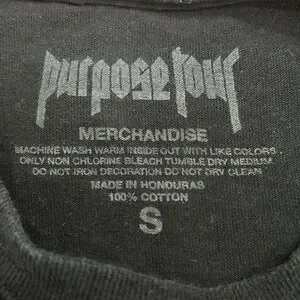 purpose tour
MERCHANDISE
MACHINE WASH WARM INSIDE OUT WITH LIKE COLORS
ONLY NON CHLORINE BLEACH TUMBLE DRY MEDIUM
DO NOT IRON DECORATION DO NOT DRY CLEAN
MADE IN HONDURAS
100% COTTON
S